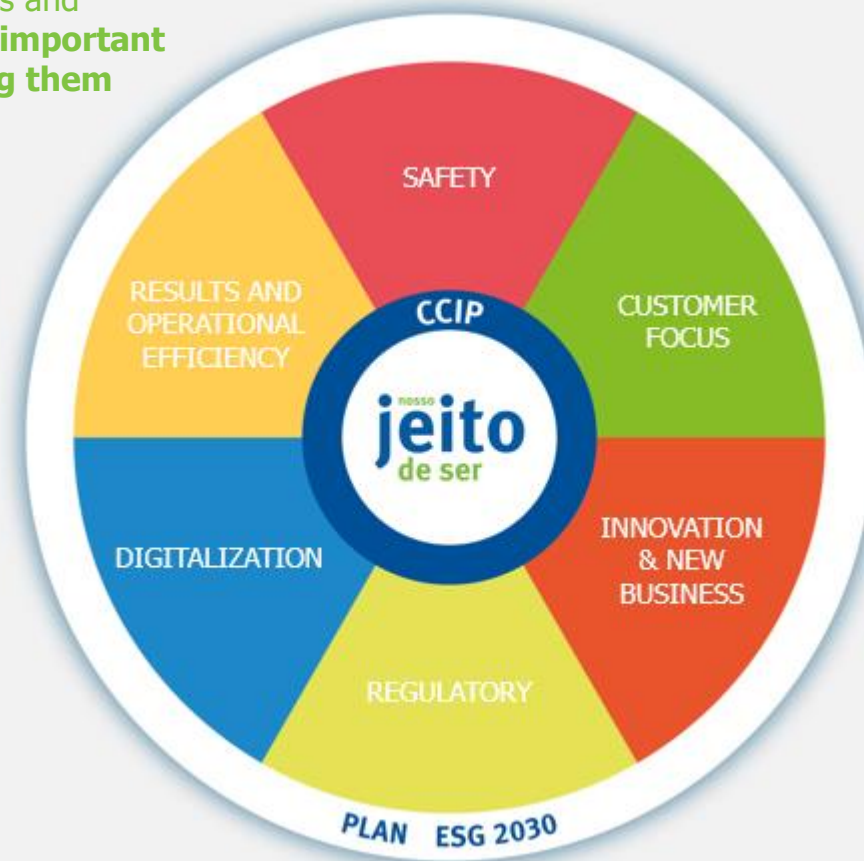 s and
important
g them
SAFETY
RESULTS AND
OPERATIONAL
EFFICIENCY
CUSTOMER
FOCUS
CCIP
nosso
jeito
de ser
DIGITALIZATION
INNOVATION
& NEW
BUSINESS
REGULATORY
PLAN ESG 2030